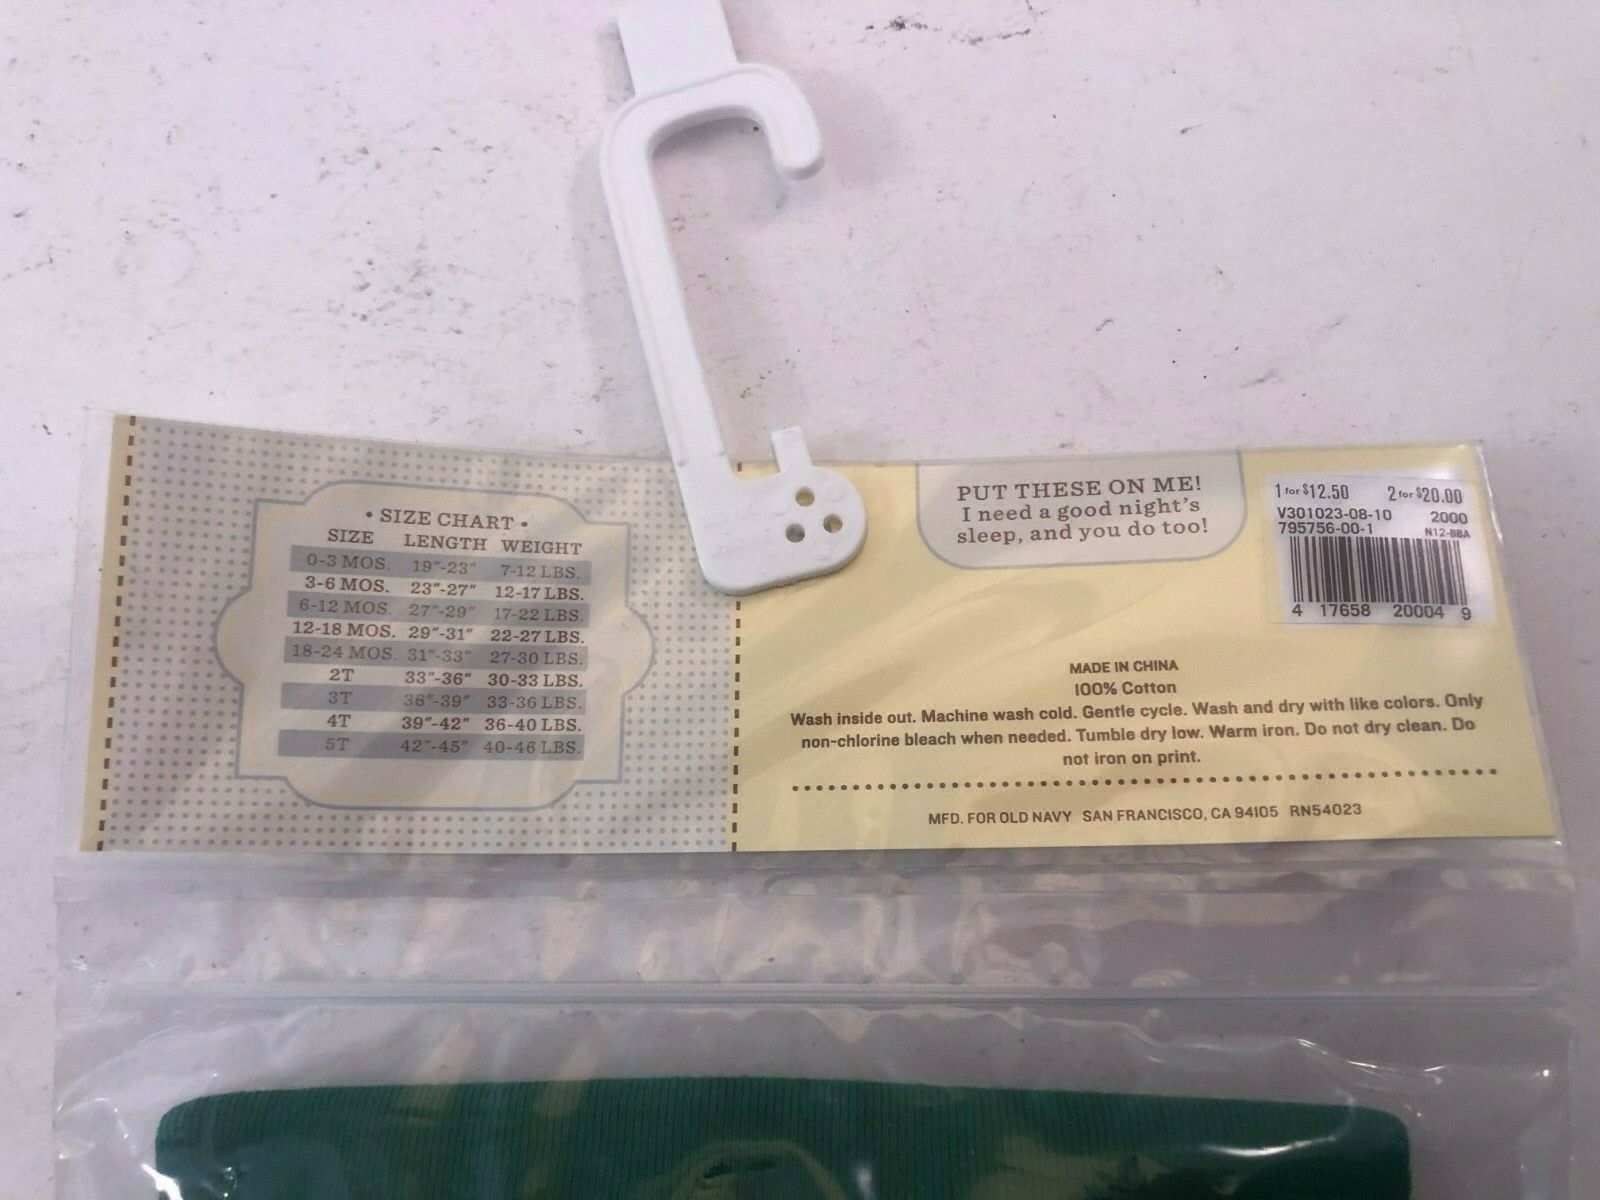 • SIZE CHART •
SIZE LENGTH WEIGHT
0-3 MOS. 19"-23" 7-12 LBS.
3-6 MOS. 23"-27" 12-17 LBS.
6-12 MOS. 27"-29" 17-22 LBS.
12-18 MOS. 29"-31" 22-27 LBS.
18-24 MOS. 31"-33" 27-30 LBS.
2T 33"-36" 30-33 LBS.
3T 36"-39" 33-36 LBS.
4T 39"-42" 36-40 LBS.
5T 42"-45" 40-46 LBS.
PUT THESE ON ME!
I need a good night's
sleep, and you do too!
1 for $12.50 2 for $20.00
V301023-08-10 2000
795756-00-1 N12-BBA
4 17658 20004 9
MADE IN CHINA
100% Cotton
Wash inside out. Machine wash cold. Gentle cycle. Wash and dry with like colors. Only
non-chlorine bleach when needed. Tumble dry low. Warm iron. Do not dry clean. Do
not iron on print.
MFD. FOR OLD NAVY SAN FRANCISCO, CA 94105 RN54023